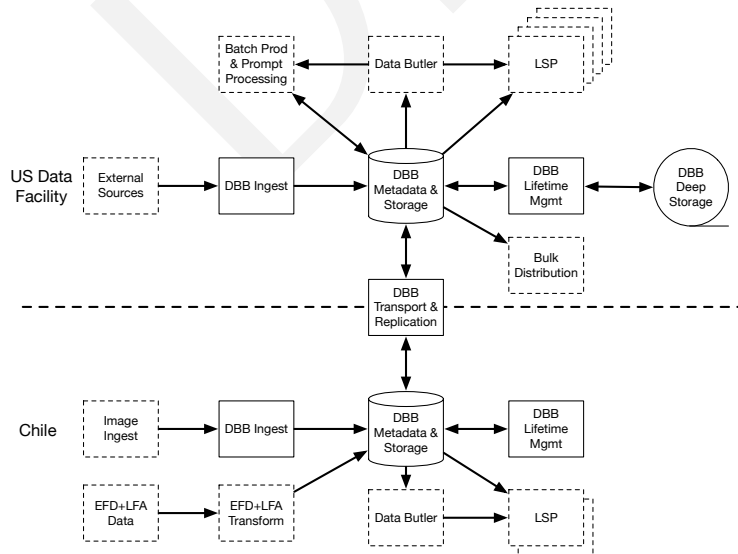 Batch Prod
& Prompt
Processing
Data Butler
LSP
US Data
Facility
External
Sources
DBB Ingest
DBB
Metadata &
Storage
DBB
Lifetime
Mgmt
DBB
Deep
Storage
Bulk
Distribution
DBB
Transport &
Replication
Chile
Image
Ingest
DBB Ingest
DBB
Metadata &
Storage
DBB
Lifetime
Mgmt
EFD+LFA
Data
EFD+LFA
Transform
Data Butler
LSP